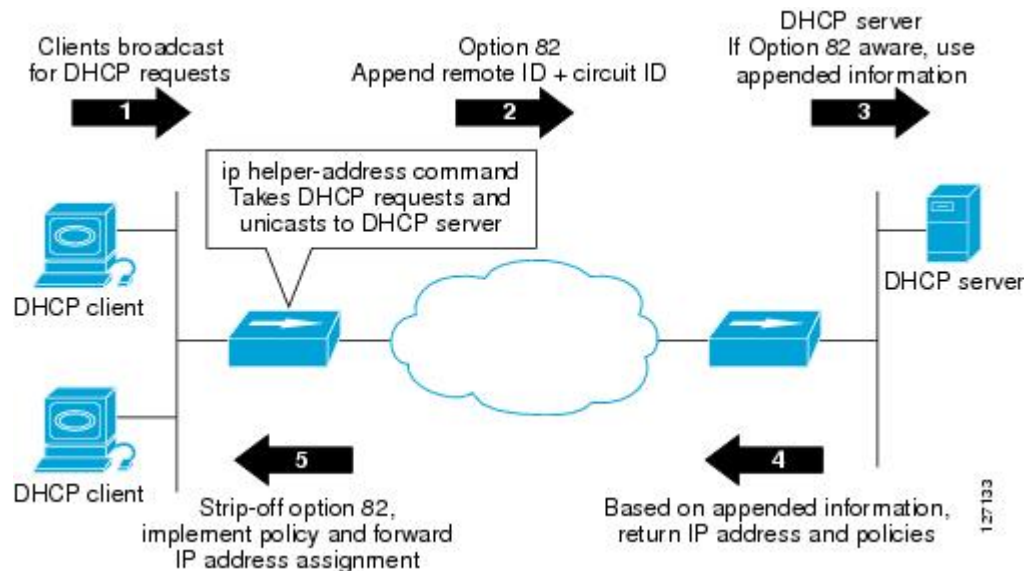 Clients broadcast
for DHCP requests
1
Option 82
Append remote ID + circuit ID
2
DHCP server
If Option 82 aware, use
appended information
3
ip helper-address command
Takes DHCP requests and
unicasts to DHCP server
DHCP client
DHCP server
DHCP client
5
Strip-off option 82,
implement policy and forward
IP address assignment
4
Based on appended information,
return IP address and policies
127133